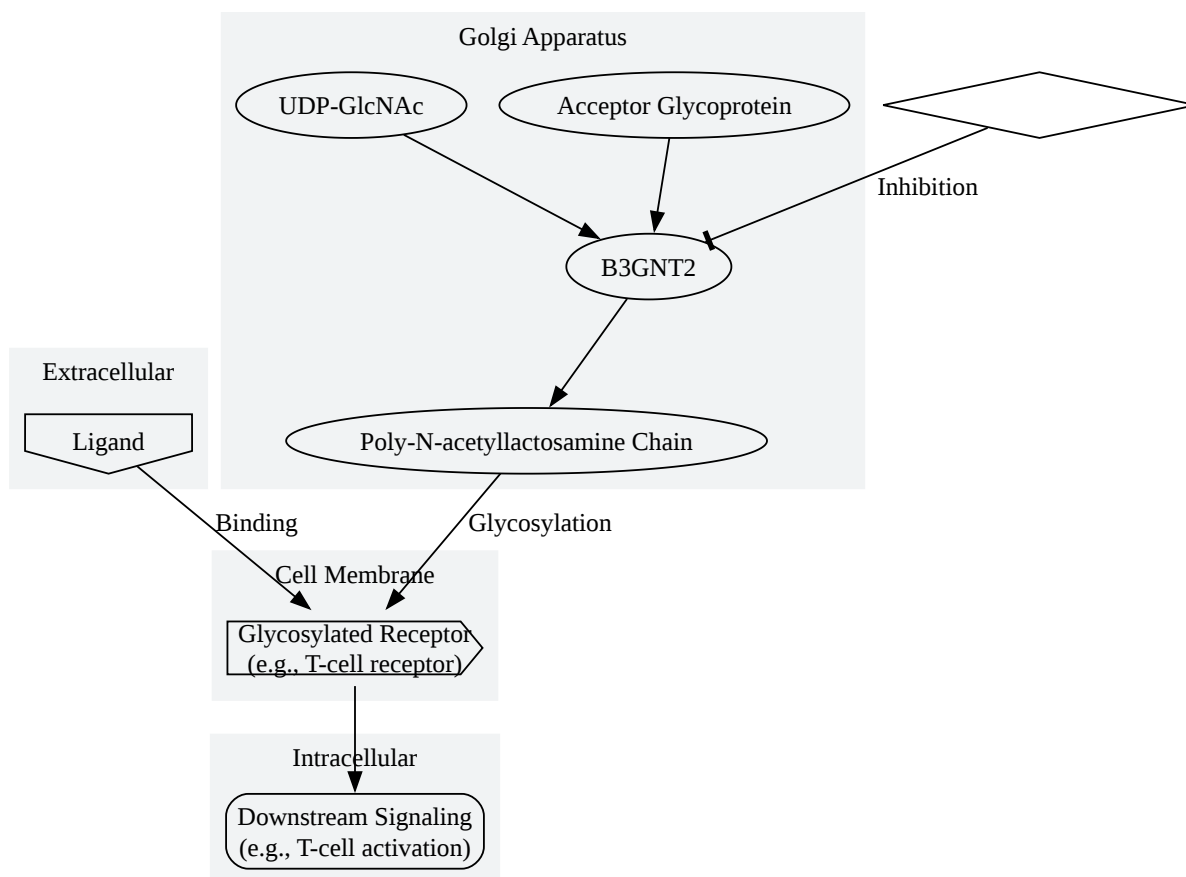 Golgi Apparatus
UDP-GlcNAc
Acceptor Glycoprotein
Inhibition
B3GNT2
Extracellular
Ligand
Poly-N-acetyllactosamine Chain
Binding
Glycosylation
Cell Membrane
Glycosylated Receptor
(e.g., T-cell receptor)
Intracellular
Downstream Signaling
(e.g., T-cell activation)